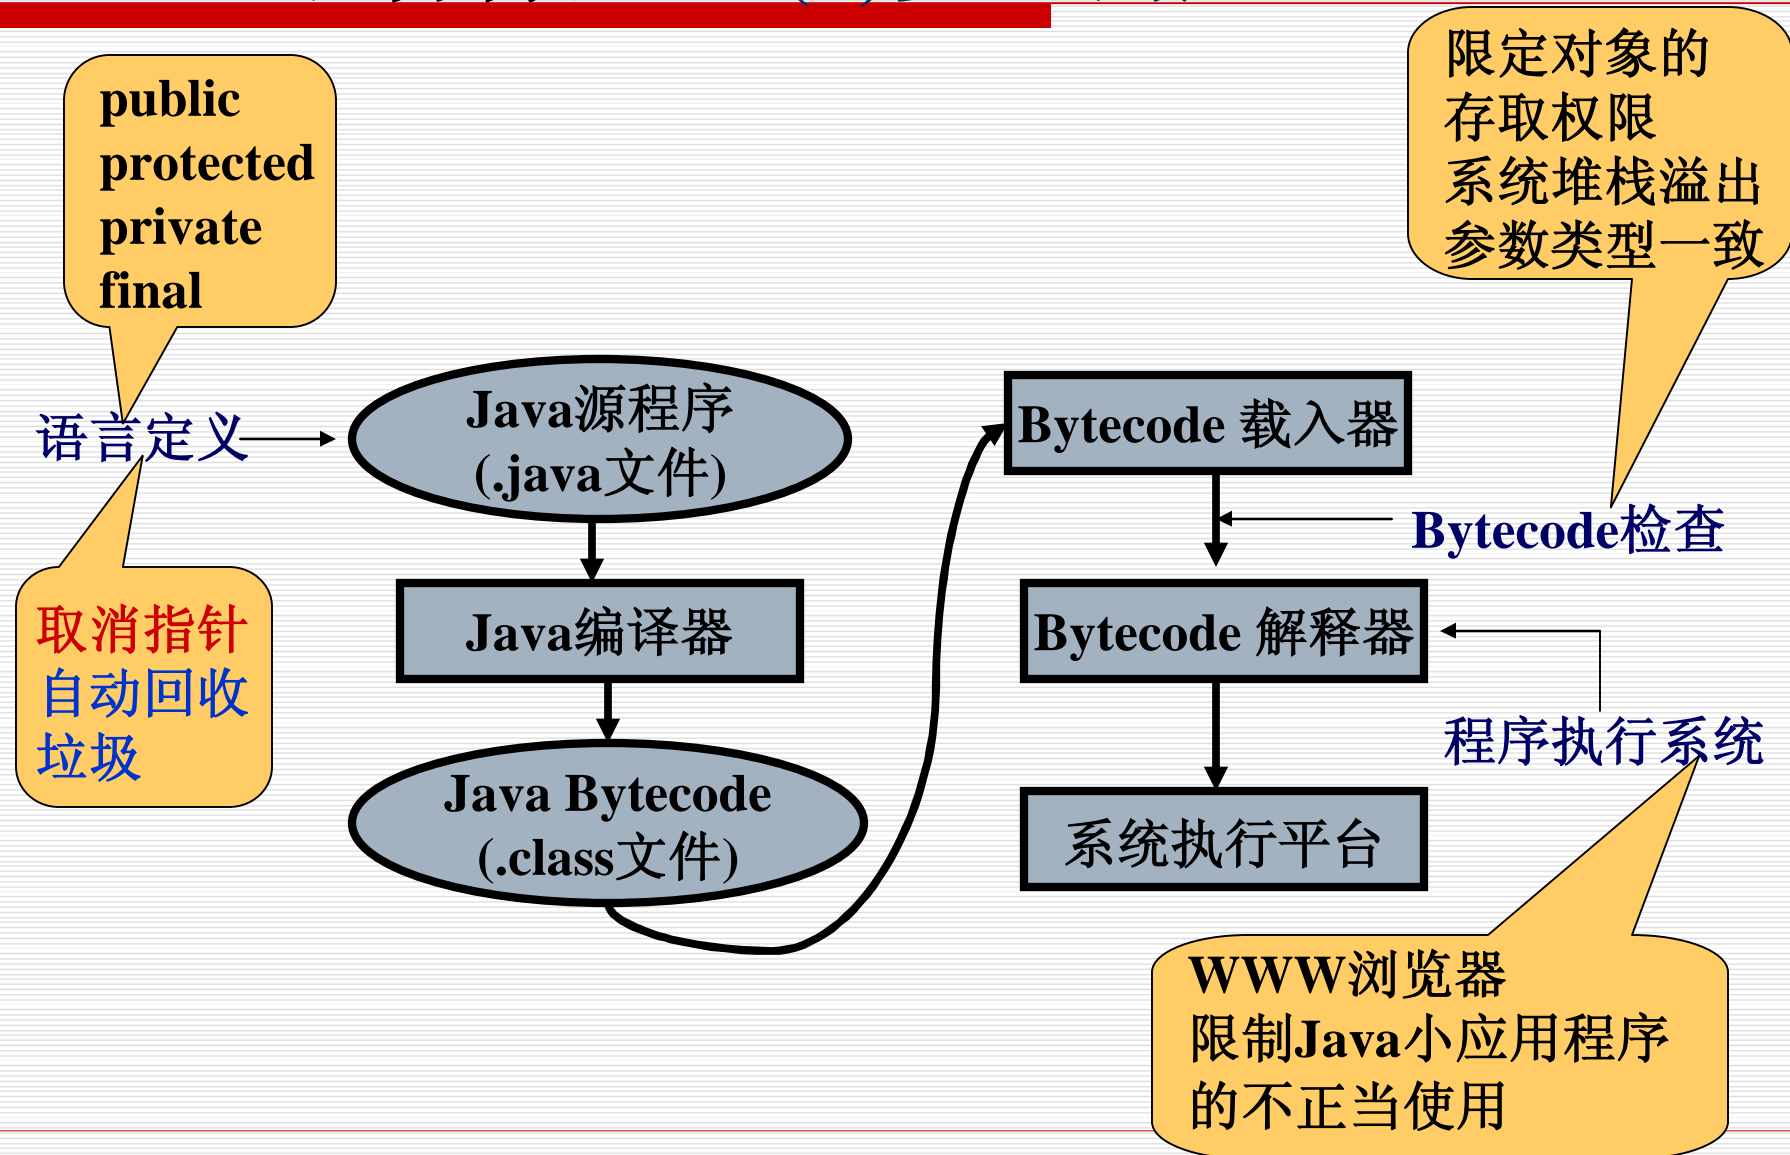 public
protected
private
final
限定对象的
存取权限
系统堆栈溢出
参数类型一致
语言定义
Java源程序
(.java文件)
Bytecode 载入器
Bytecode检查
取消指针
自动回收
垃圾
Java编译器
Bytecode 解释器
程序执行系统
Java Bytecode
(.class文件)
系统执行平台
WWW浏览器
限制Java小应用程序
的不正当使用